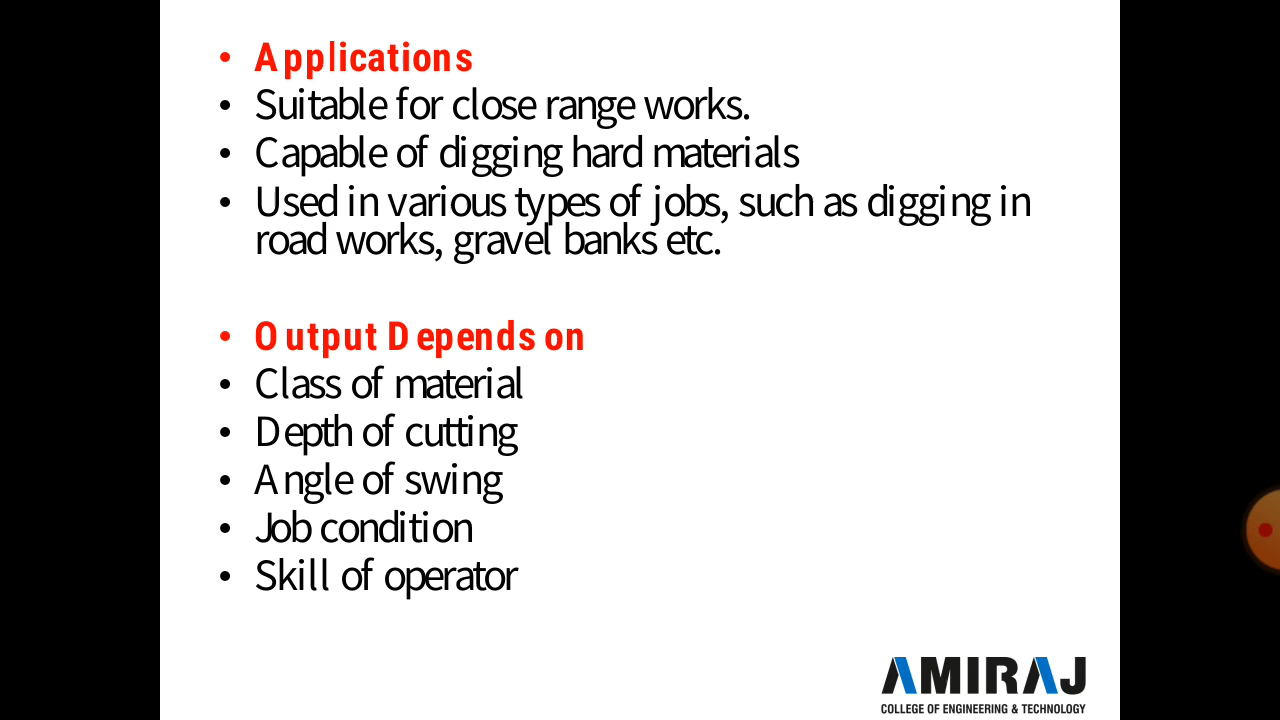 • Applications
• Suitable for close range works.
• Capable of digging hard materials
• Used in various types of jobs, such as digging in
road works, gravel banks etc.
• Output Depends on
• Class of material
• Depth of cutting
• Angle of swing
• Job condition
• Skill of operator
AMIRAJ
COLLEGE OF ENGINEERING & TECHNOLOGY